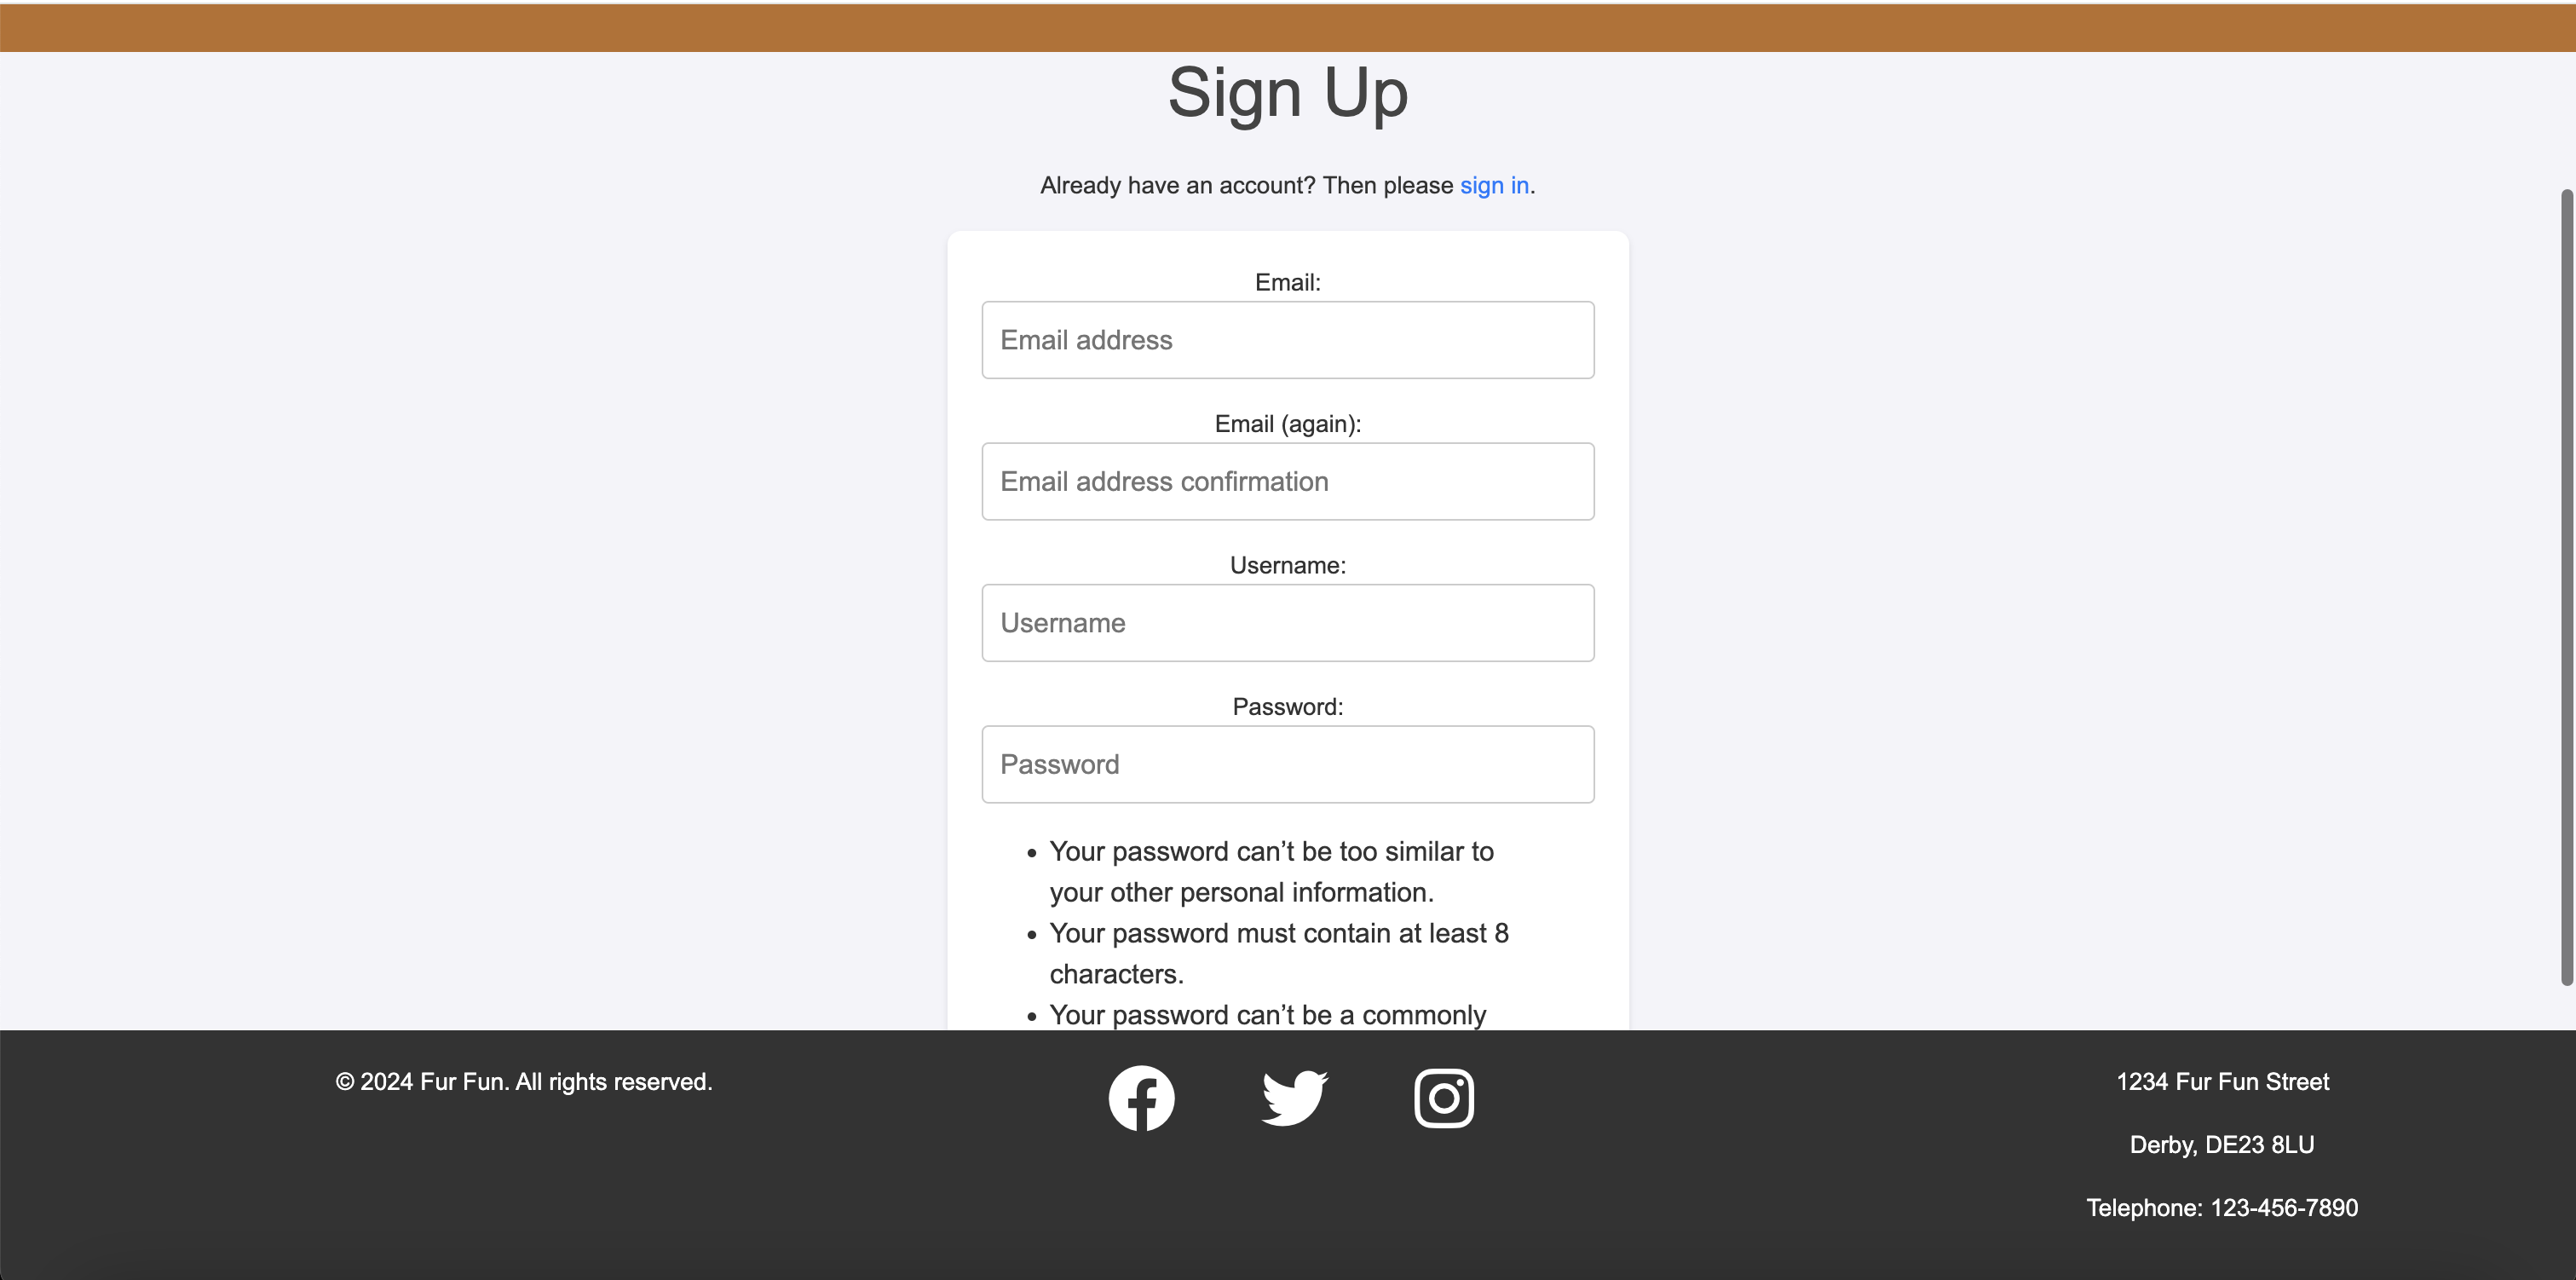 Sign Up
Already have an account? Then please sign in.
Email:
Email address
Email (again):
Email address confirmation
Username:
Username
Password:
Password
• Your password can’t be too similar to
your other personal information.
• Your password must contain at least 8
characters.
• Your password can’t be a commonly
© 2024 Fur Fun. All rights reserved.
1234 Fur Fun Street
Derby, DE23 8LU
Telephone: 123-456-7890